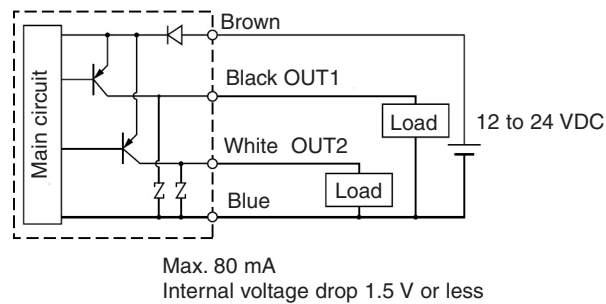 Brown
Main circuit
Black OUT1
Load
12 to 24 VDC
White OUT2
Load
Blue
Max. 80 mA
Internal voltage drop 1.5 V or less